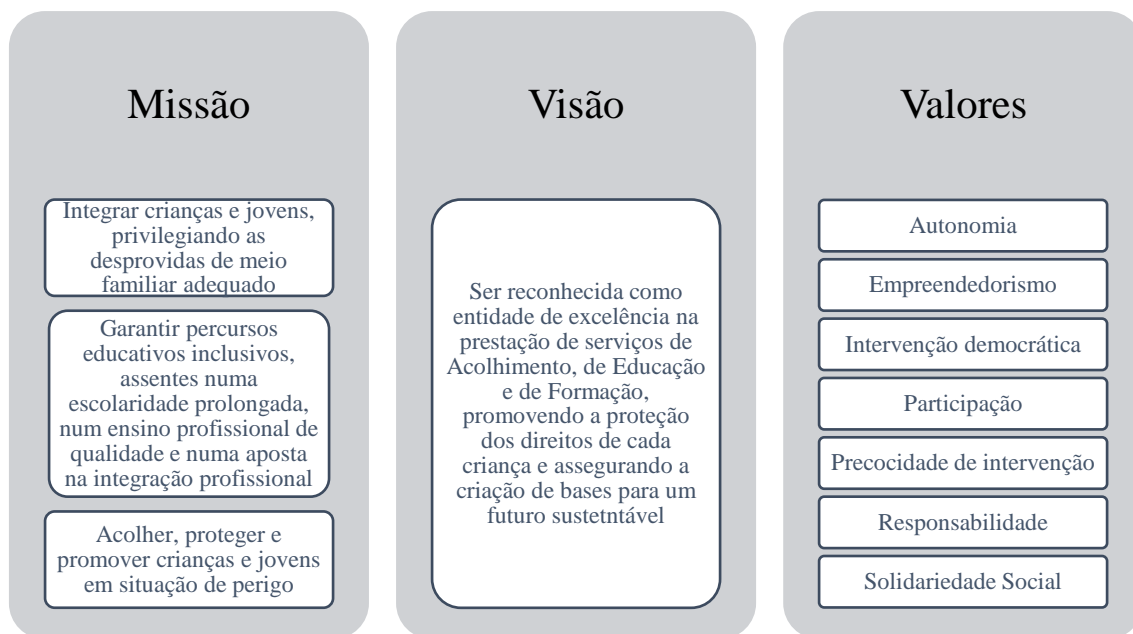 Missão
Integrar crianças e jovens,
privilegiando as
desprovidas de meio
familiar adequado
Garantir percursos
educativos inclusivos,
assentes numa
escolaridade prolongada,
num ensino profissional de
qualidade e numa aposta
na integração profissional
Acolher, proteger e
promover crianças e jovens
em situação de perigo
Visão
Ser reconhecida como
entidade de excelência na
prestação de serviços de
Acolhimento, de Educação
e de Formação,
promovendo a proteção
dos direitos de cada
criança e assegurando a
criação de bases para um
futuro sustetntável
Valores
Autonomia
Empreendedorismo
Intervenção democrática
Participação
Precocidade de intervenção
Responsabilidade
Solidariedade Social